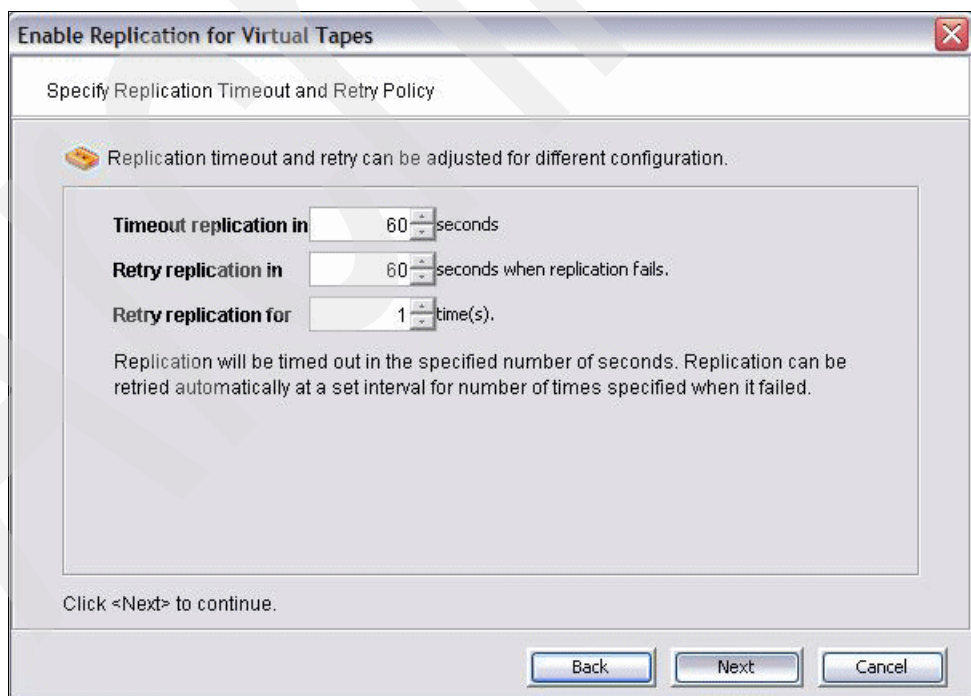 Enable Replication for Virtual Tapes
Specify Replication Timeout and Retry Policy
Replication timeout and retry can be adjusted for different configuration.
Timeout replication in 60 seconds
Retry replication in 60 seconds when replication fails.
Retry replication for 1 time(s).
Replication will be timed out in the specified number of seconds. Replication can be
retried automatically at a set interval for number of times specified when it failed.
Click <Next> to continue.
Back Next Cancel